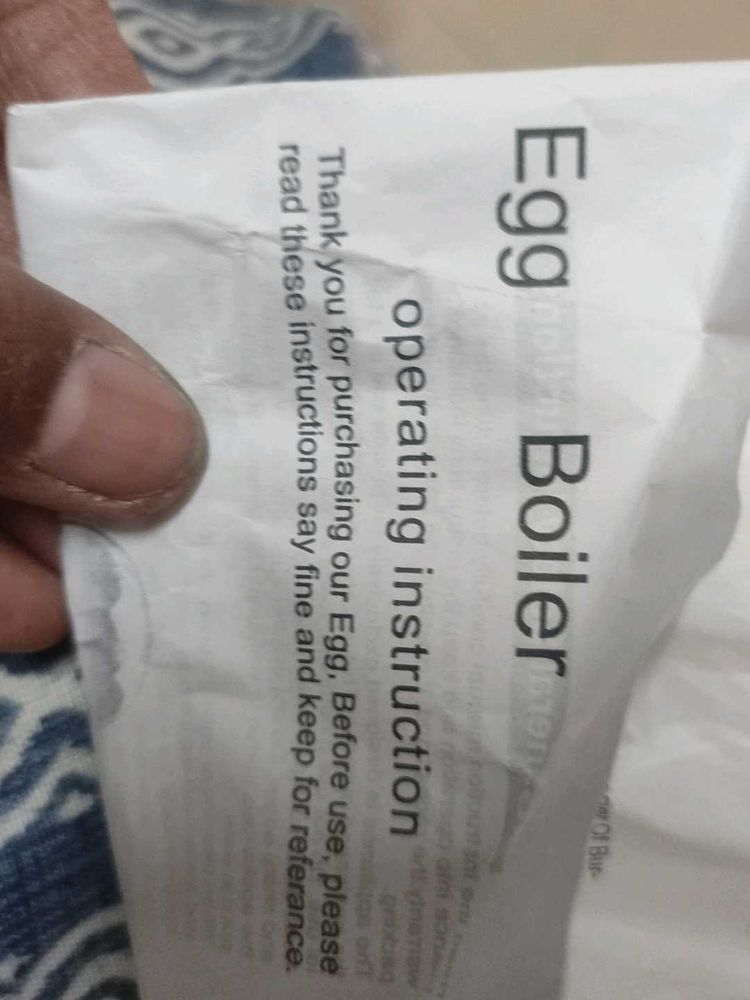 Egg Boiler
operating instruction
Thank you for purchasing our Egg, Before use, please
read these instructions say fine and keep for referance.